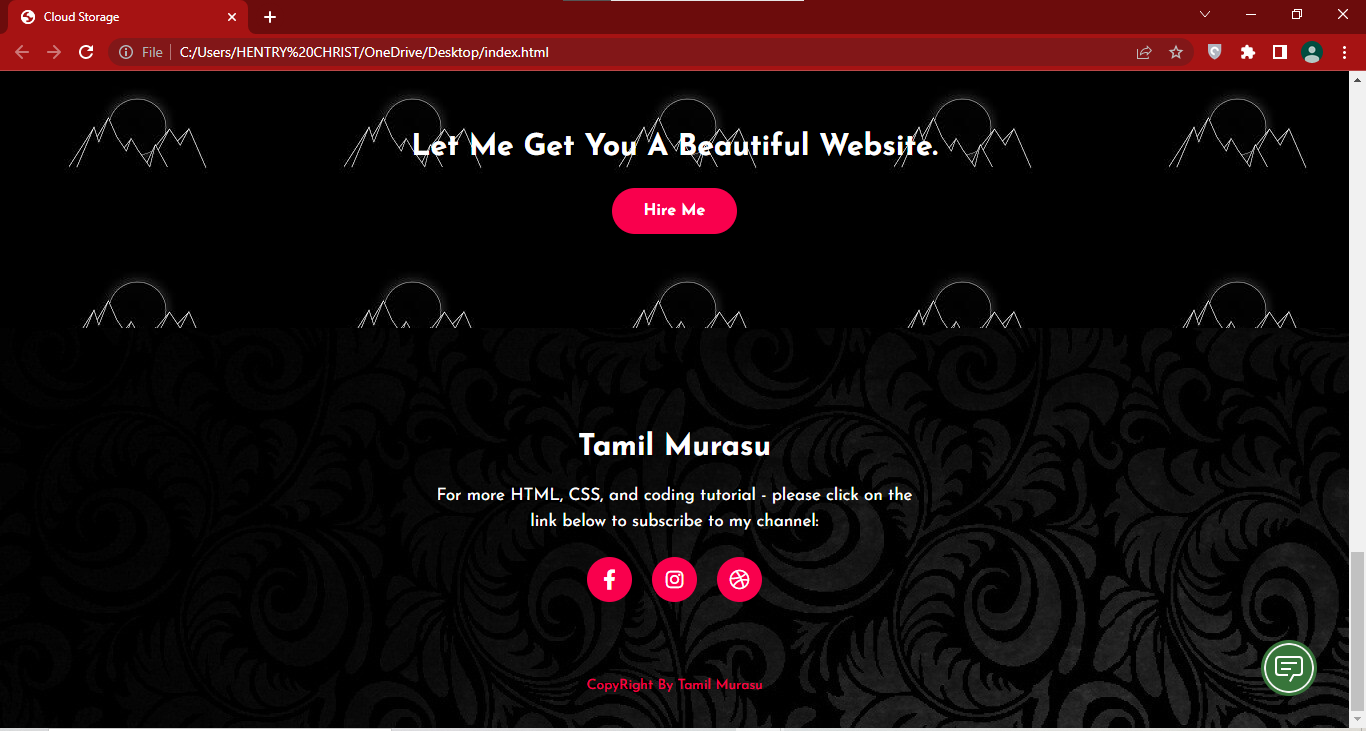 Cloud Storage
File
C:/Users/HENTRY%20CHRIST/OneDrive/Desktop/index.html
Let Me Get You A Beautiful Website.
Hire Me
Tamil Murasu
For more HTML, CSS, and coding tutorial - please click on the
link below to subscribe to my channel:
CopyRight By Tamil Murasu